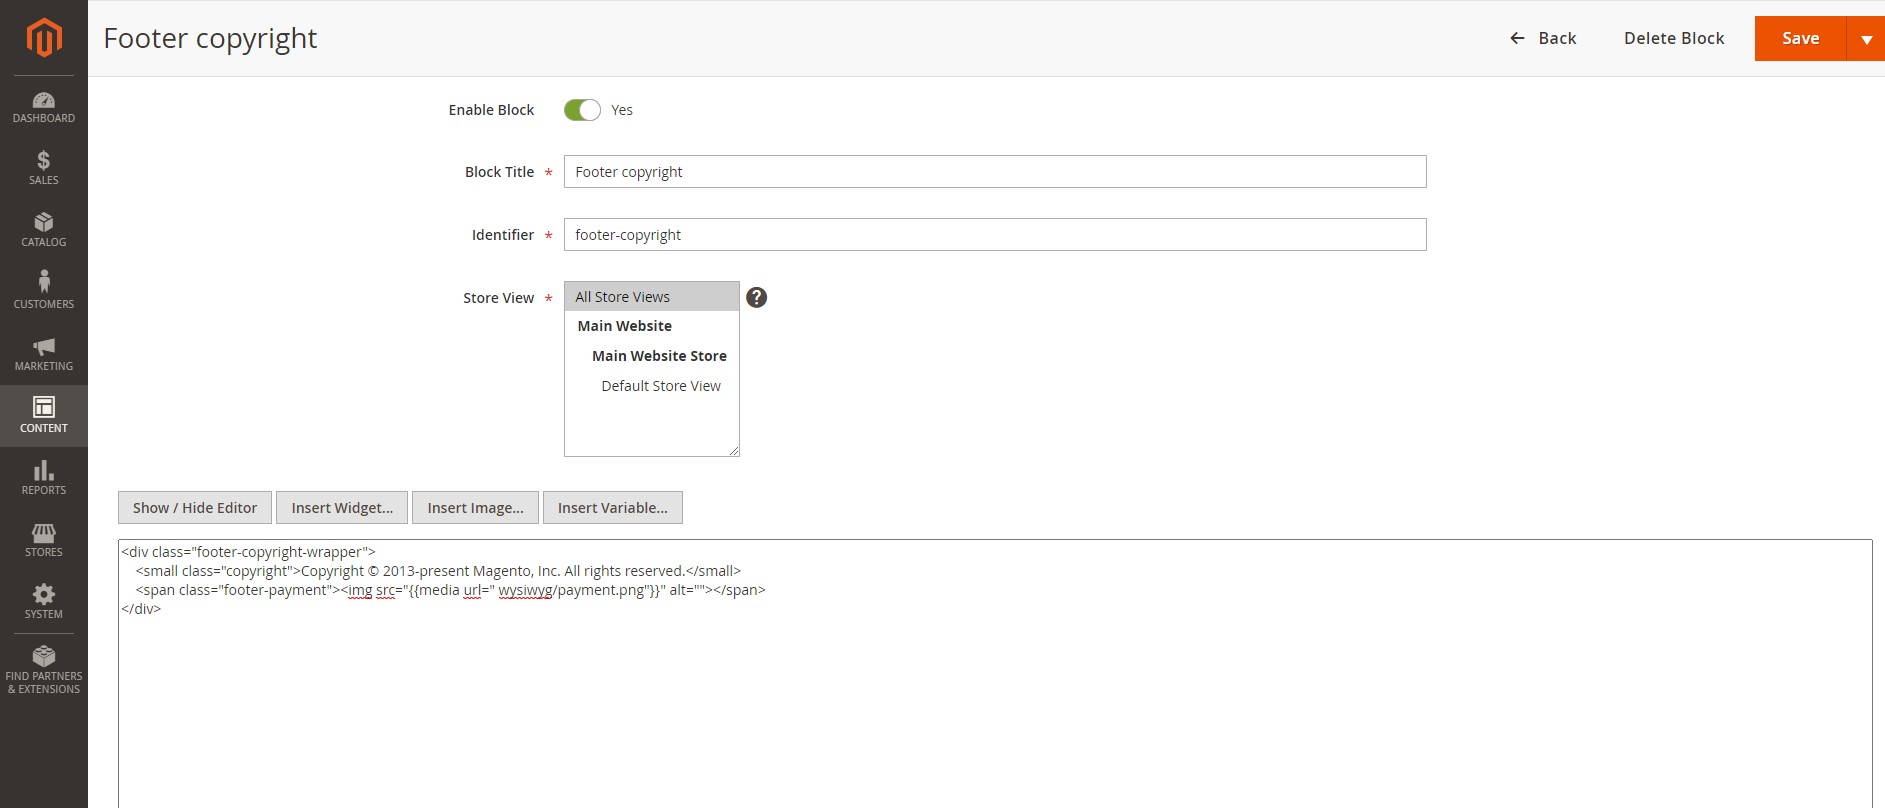 Footer copyright
Back
Delete Block
Save
DASHBOARD
SALES
CATALOG
CUSTOMERS
MARKETING
CONTENT
REPORTS
STORES
SYSTEM
FIND PARTNERS
& EXTENSIONS
Enable Block Yes
Block Title * Footer copyright
Identifier * footer-copyright
Store View * All Store Views ?
Main Website
Main Website Store
Default Store View
Show / Hide Editor
Insert Widget...
Insert Image...
Insert Variable...
<div class="footer-copyright-wrapper">
<small class="copyright">Copyright © 2013-present Magento, Inc. All rights reserved.</small>
<span class="footer-payment"><img src="{{media url=" wysiwyg/payment.png"}}" alt=""></span>
</div>